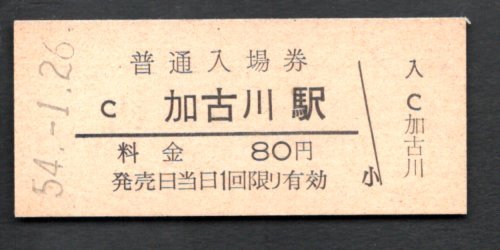 54.-1.26
普通入場券
C 加古川駅
料金 80円
発売日当日1回限り有効
小
入
C
加古川